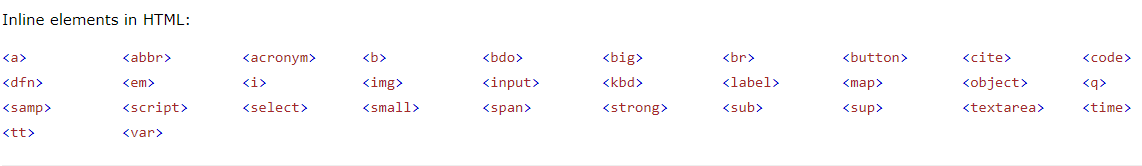 Inline elements in HTML:
<a> <abbr> <acronym> <b> <bdo> <big> <br> <button> <cite> <code>
<dfn> <em> <i> <img> <input> <kbd> <label> <map> <object> <q>
<samp> <script> <select> <small> <span> <strong> <sub> <sup> <textarea> <time>
<tt> <var>